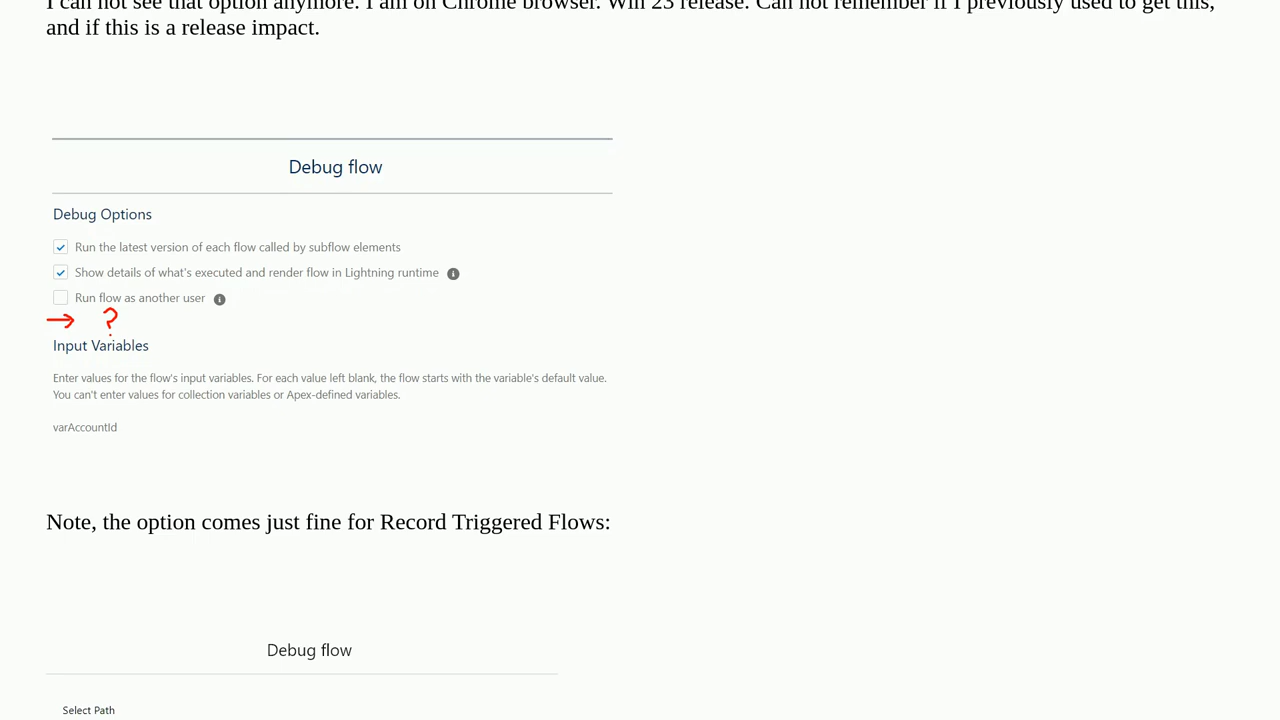 I can not see that option anymore. I am on Chrome browser. Win 23 release. Can not remember if I previously used to get this,
and if this is a release impact.
Debug flow
Debug Options
Run the latest version of each flow called by subflow elements
Show details of what's executed and render flow in Lightning runtime
Run flow as another user
→ ?
Input Variables
Enter values for the flow's input variables. For each value left blank, the flow starts with the variable's default value.
You can't enter values for collection variables or Apex-defined variables.
varAccountId
Note, the option comes just fine for Record Triggered Flows:
Debug flow
Select Path